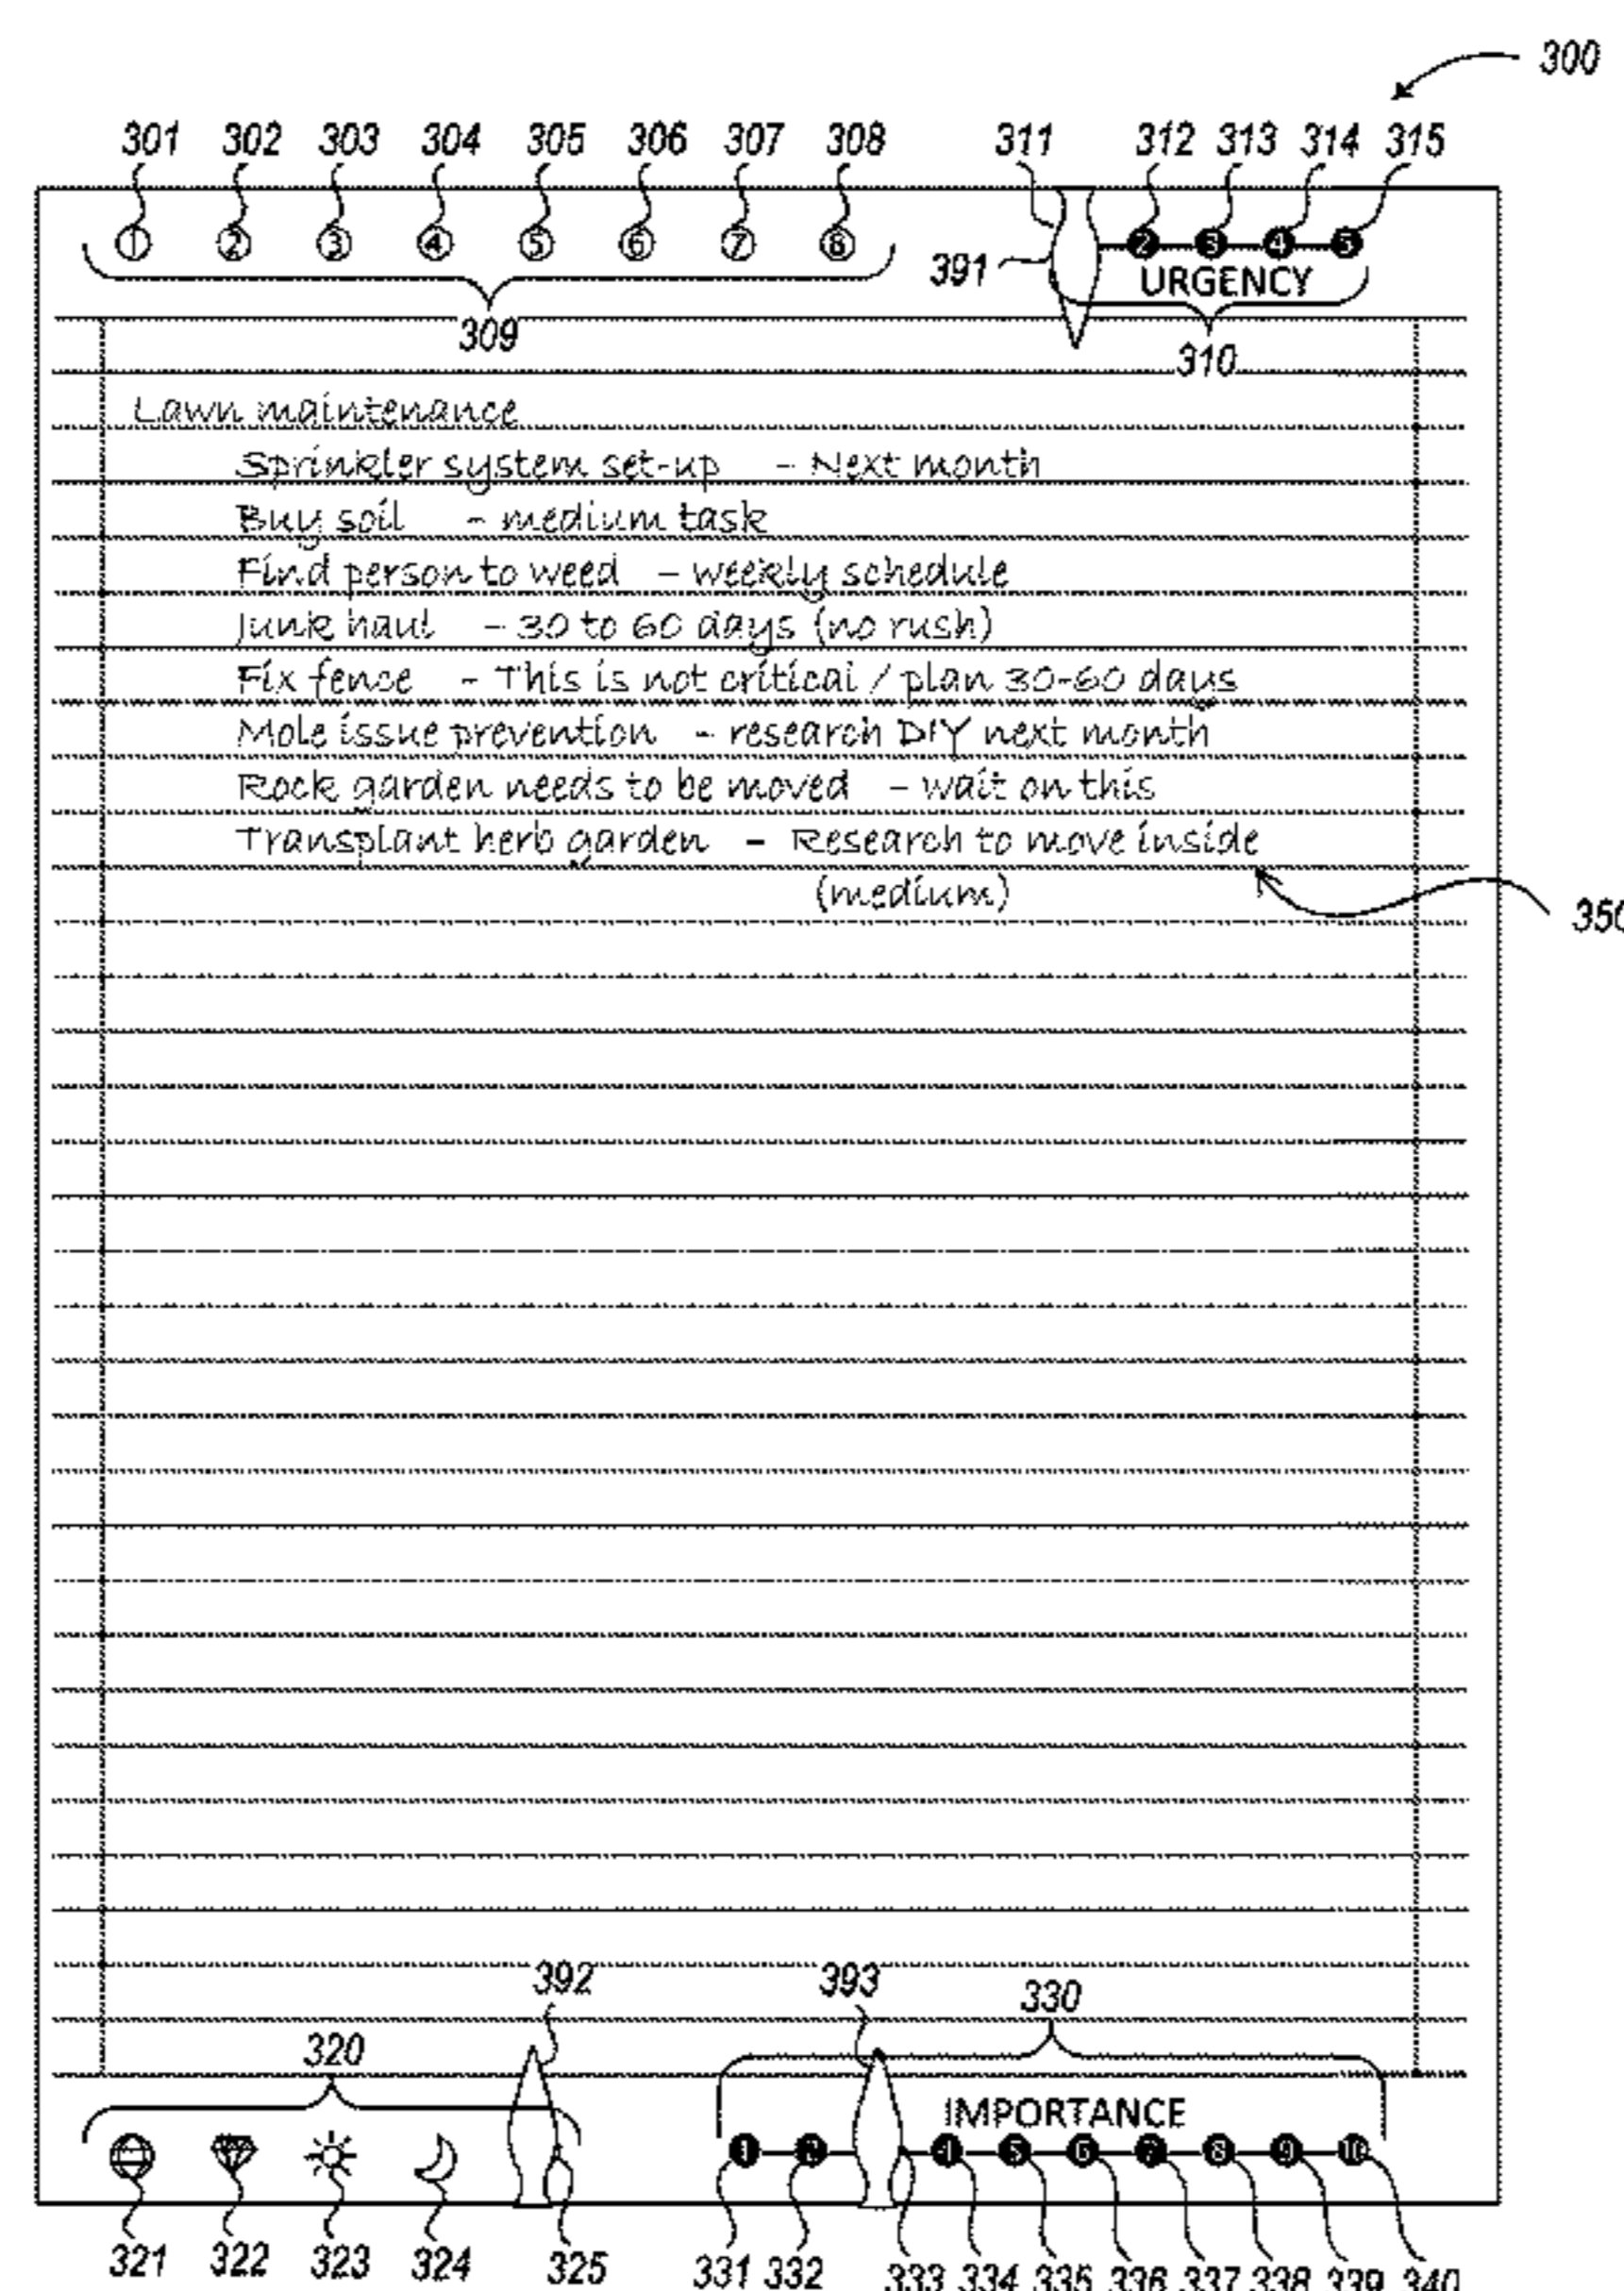 300
301 302 303 304 305 306 307 308 311 312 313 314 315
1 2 3 4 5 6 7 8 2 3 4 5
391 URGENCY
309
310
Lawn maintenance
Sprinkler system set-up - Next month
Buy soil - medium task
Find person to weed - weekly schedule
Junk haul - 30 to 60 days (no rush)
Fix fence - This is not critical / plan 30-60 days
Mole issue prevention - research DIY next month
Rock garden needs to be moved - wait on this
Transplant herb garden - Research to move inside
(medium)
350
392 393 330
320
IMPORTANCE
1 2 4 5 6 7 8 9 10
321 322 323 324 325 331 332 333 334 335 336 337 338 339 340